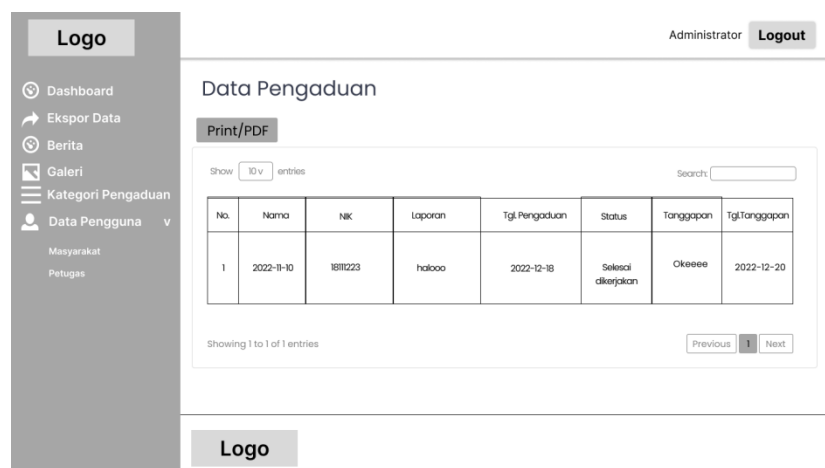 Logo
Administrator Logout
Dashboard
Ekspor Data
Berita
Galeri
Kategori Pengaduan
Data Pengguna v
Masyarakat
Petugas
Data Pengaduan
Print/PDF
Show 10 v entries
Search:
No. Nama NIK Laporan Tgl. Pengaduan Status Tanggapan Tgl.Tanggapan
1 2022-11-10 18111223 halooo 2022-12-18 Selesai dikerjakan Okeeee 2022-12-20
Showing 1 to 1 of 1 entries
Previous 1 Next
Logo